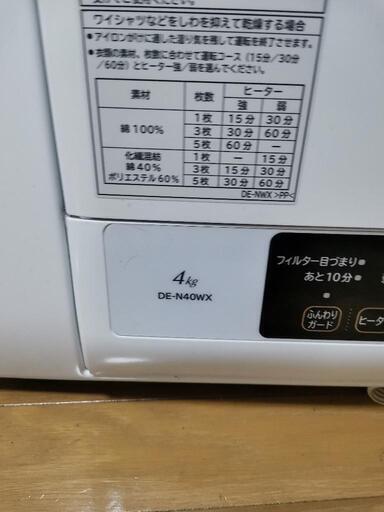 ワイシャツなどをしわを抑えて乾燥する場合
●アイロンがけに適した湿り気を残して運転を終了させます。
●衣類の素材、枚数に合わせて運転コース（15分/30分
/60分）とヒーター強/弱を選んでください。
素材 枚数 ヒーター
強 弱
綿100% 1枚 15分 30分
3枚 30分 60分
5枚 60分 ―
化繊混紡 綿40% ポリエステル60% 1枚 ― 15分
3枚 15分 30分
5枚 30分 60分
DE-NWX >PP<
4kg
DE-N40WX
フィルター目づまり
あと10分
ふんわり
ガード
ヒータ